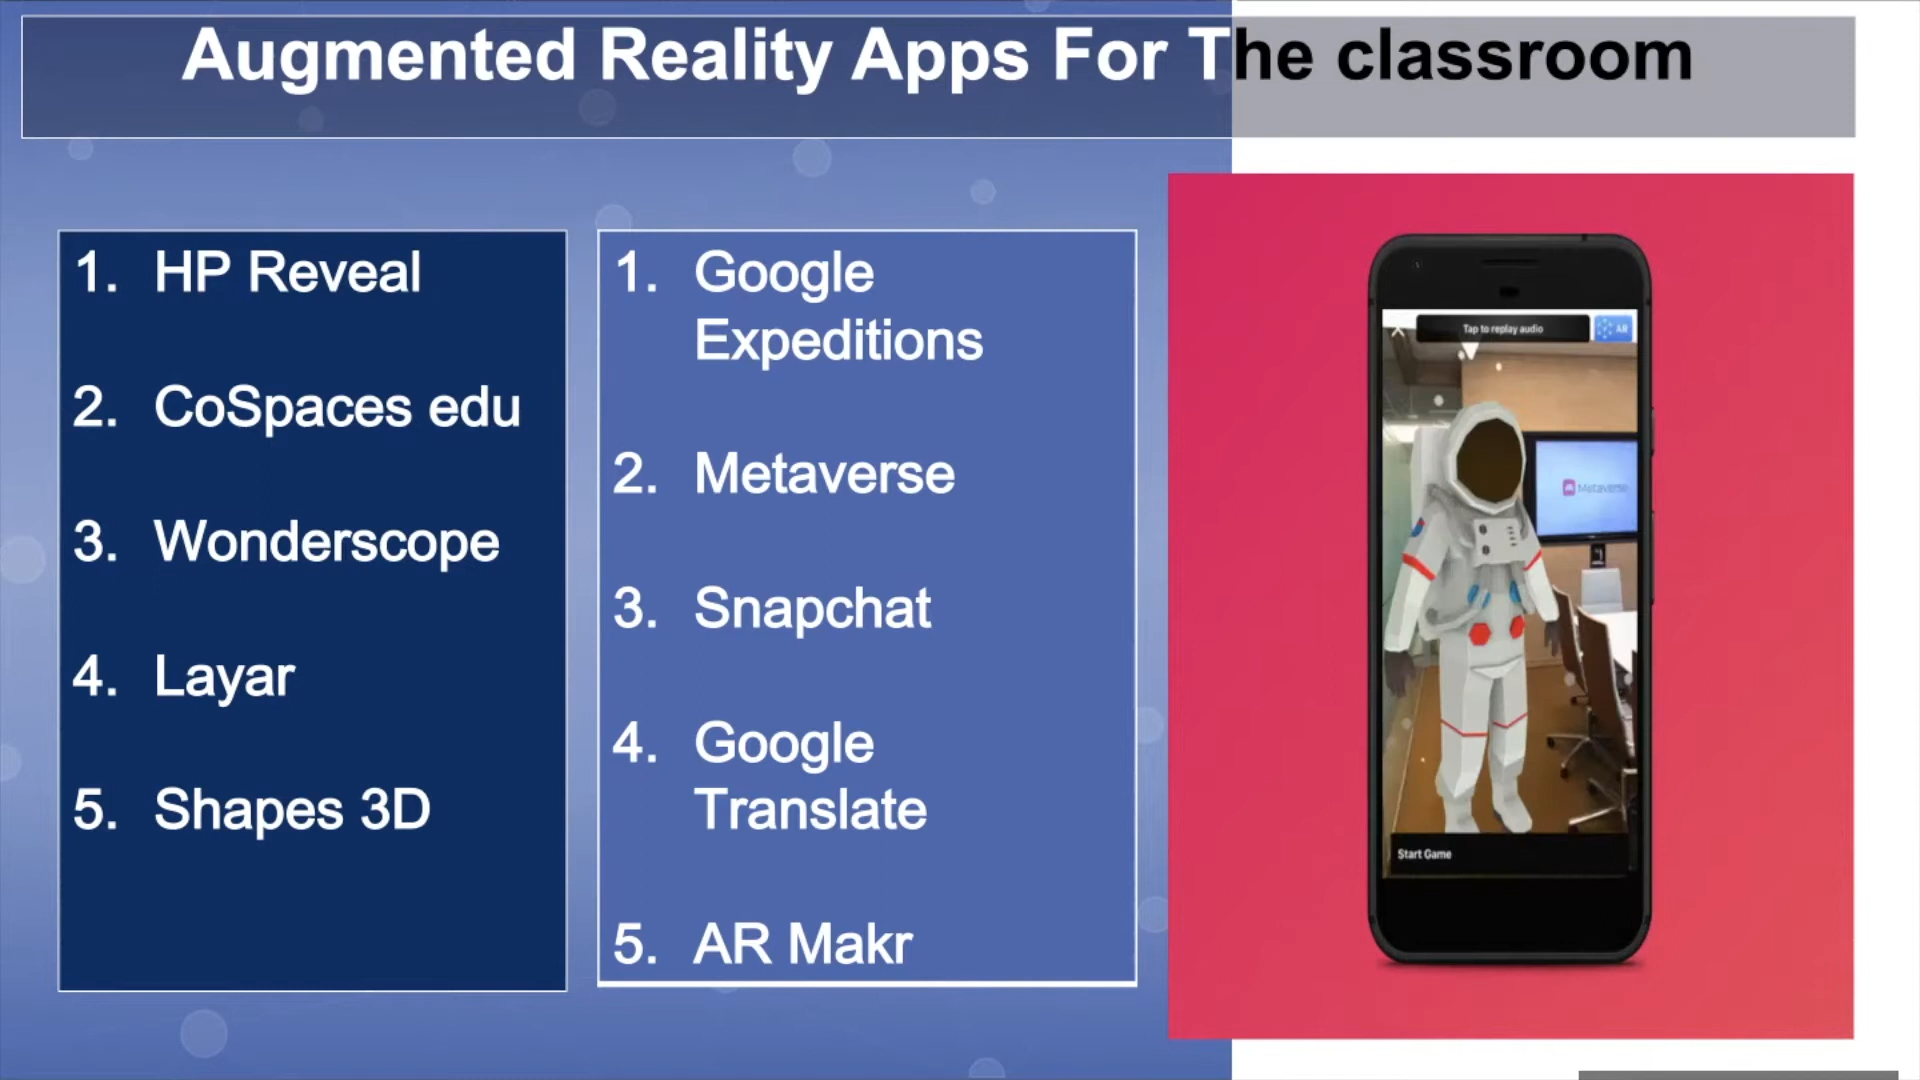 Augmented Reality Apps For The classroom
1. HP Reveal
2. CoSpaces edu
3. Wonderscope
4. Layar
5. Shapes 3D
1. Google
Expeditions
2. Metaverse
3. Snapchat
4. Google
Translate
5. AR Makr
Tap to replay audio
AR
Metaverse
Start Game